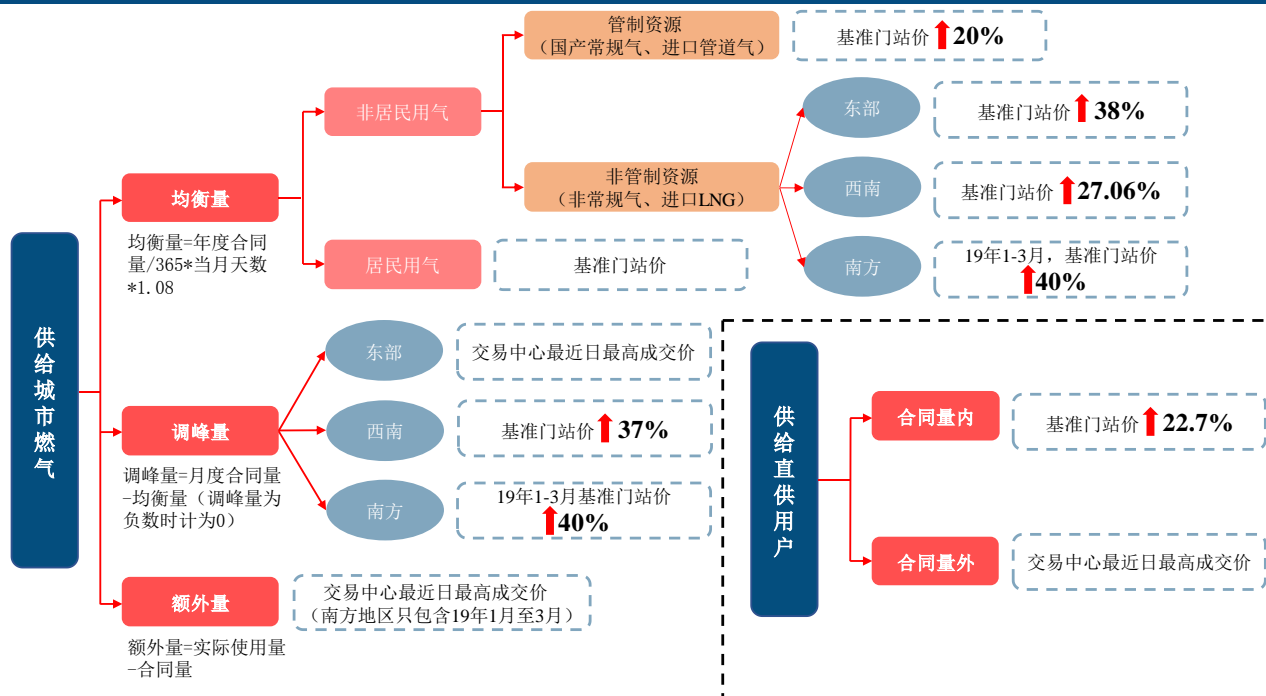 供给城市燃气
均衡量
均衡量=年度合同
量/365*当月天数
*1.08
非居民用气
管制资源
（国产常规气、进口管道气）
基准门站价 20%
非管制资源
（非常规气、进口LNG）
东部
基准门站价 38%
西南
基准门站价 27.06%
南方
19年1-3月，基准门站价
40%
居民用气
基准门站价
调峰量
调峰量=月度合同量
-均衡量（调峰量为
负数时计为0）
东部
交易中心最近日最高成交价
西南
基准门站价 37%
南方
19年1-3月基准门站价
40%
额外量
额外量=实际使用量
-合同量
交易中心最近日最高成交价
（南方地区只包含19年1月至3月）
供给直供用户
合同量内
基准门站价 22.7%
合同量外
交易中心最近日最高成交价